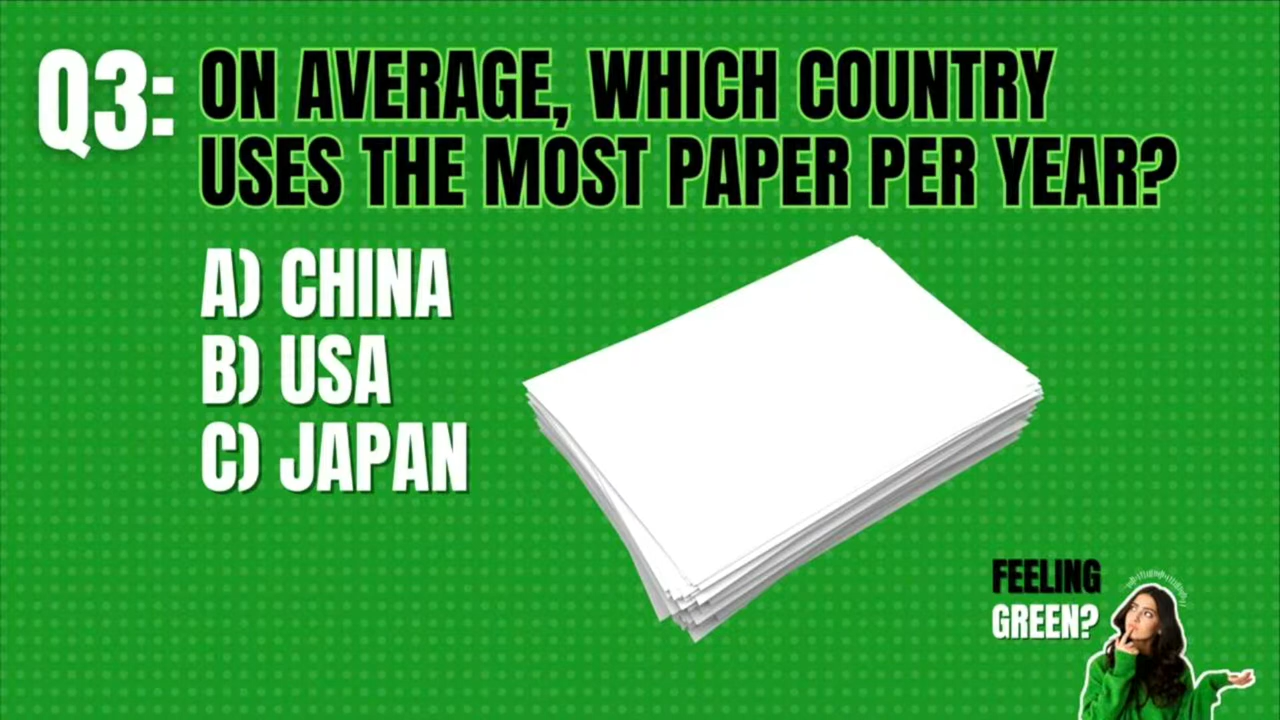 Q3: ON AVERAGE, WHICH COUNTRY
USES THE MOST PAPER PER YEAR?
A) CHINA
B) USA
C) JAPAN
FEELING
GREEN?